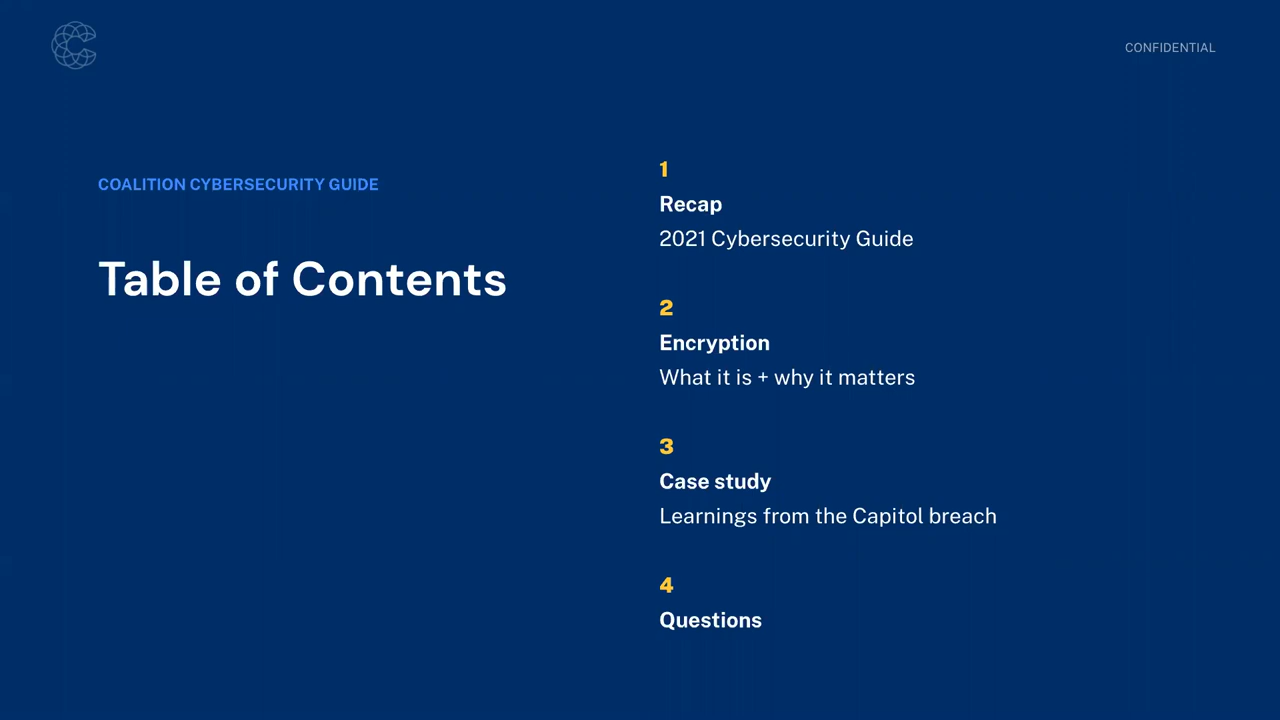 CONFIDENTIAL
COALITION CYBERSECURITY GUIDE
Table of Contents
1
Recap
2021 Cybersecurity Guide
2
Encryption
What it is + why it matters
3
Case study
Learnings from the Capitol breach
4
Questions